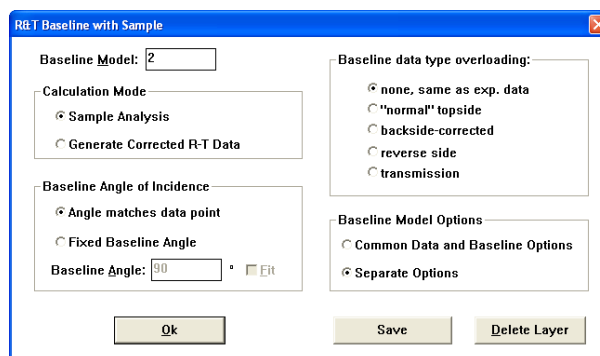 R&T Baseline with Sample
Baseline Model: 2
Calculation Mode
Sample Analysis
Generate Corrected R-T Data
Baseline Angle of Incidence
Angle matches data point
Fixed Baseline Angle
Baseline Angle: 90 ° Fit
Baseline data type overloading:
none, same as exp. data
"normal" topside
backside-corrected
reverse side
transmission
Baseline Model Options
Common Data and Baseline Options
Separate Options
Ok
Save
Delete Layer